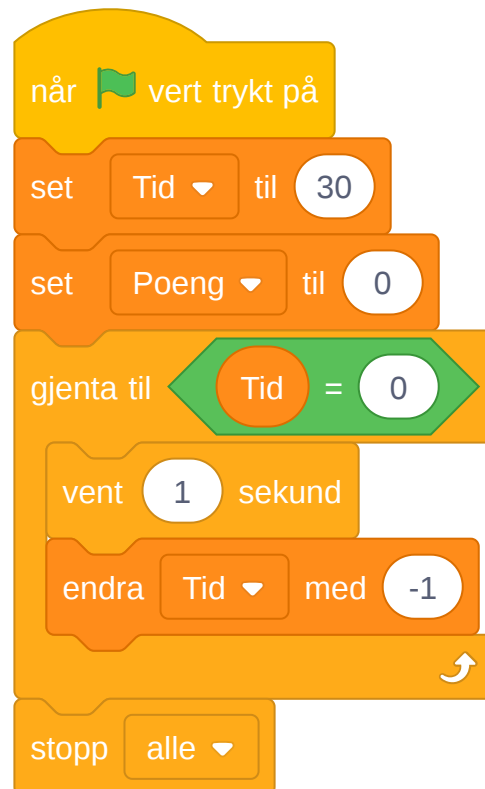 når vert trykt på
set Tid til 30
set Poeng til 0
gjenta til Tid = 0
vent 1 sekund
endra Tid med -1
stopp alle